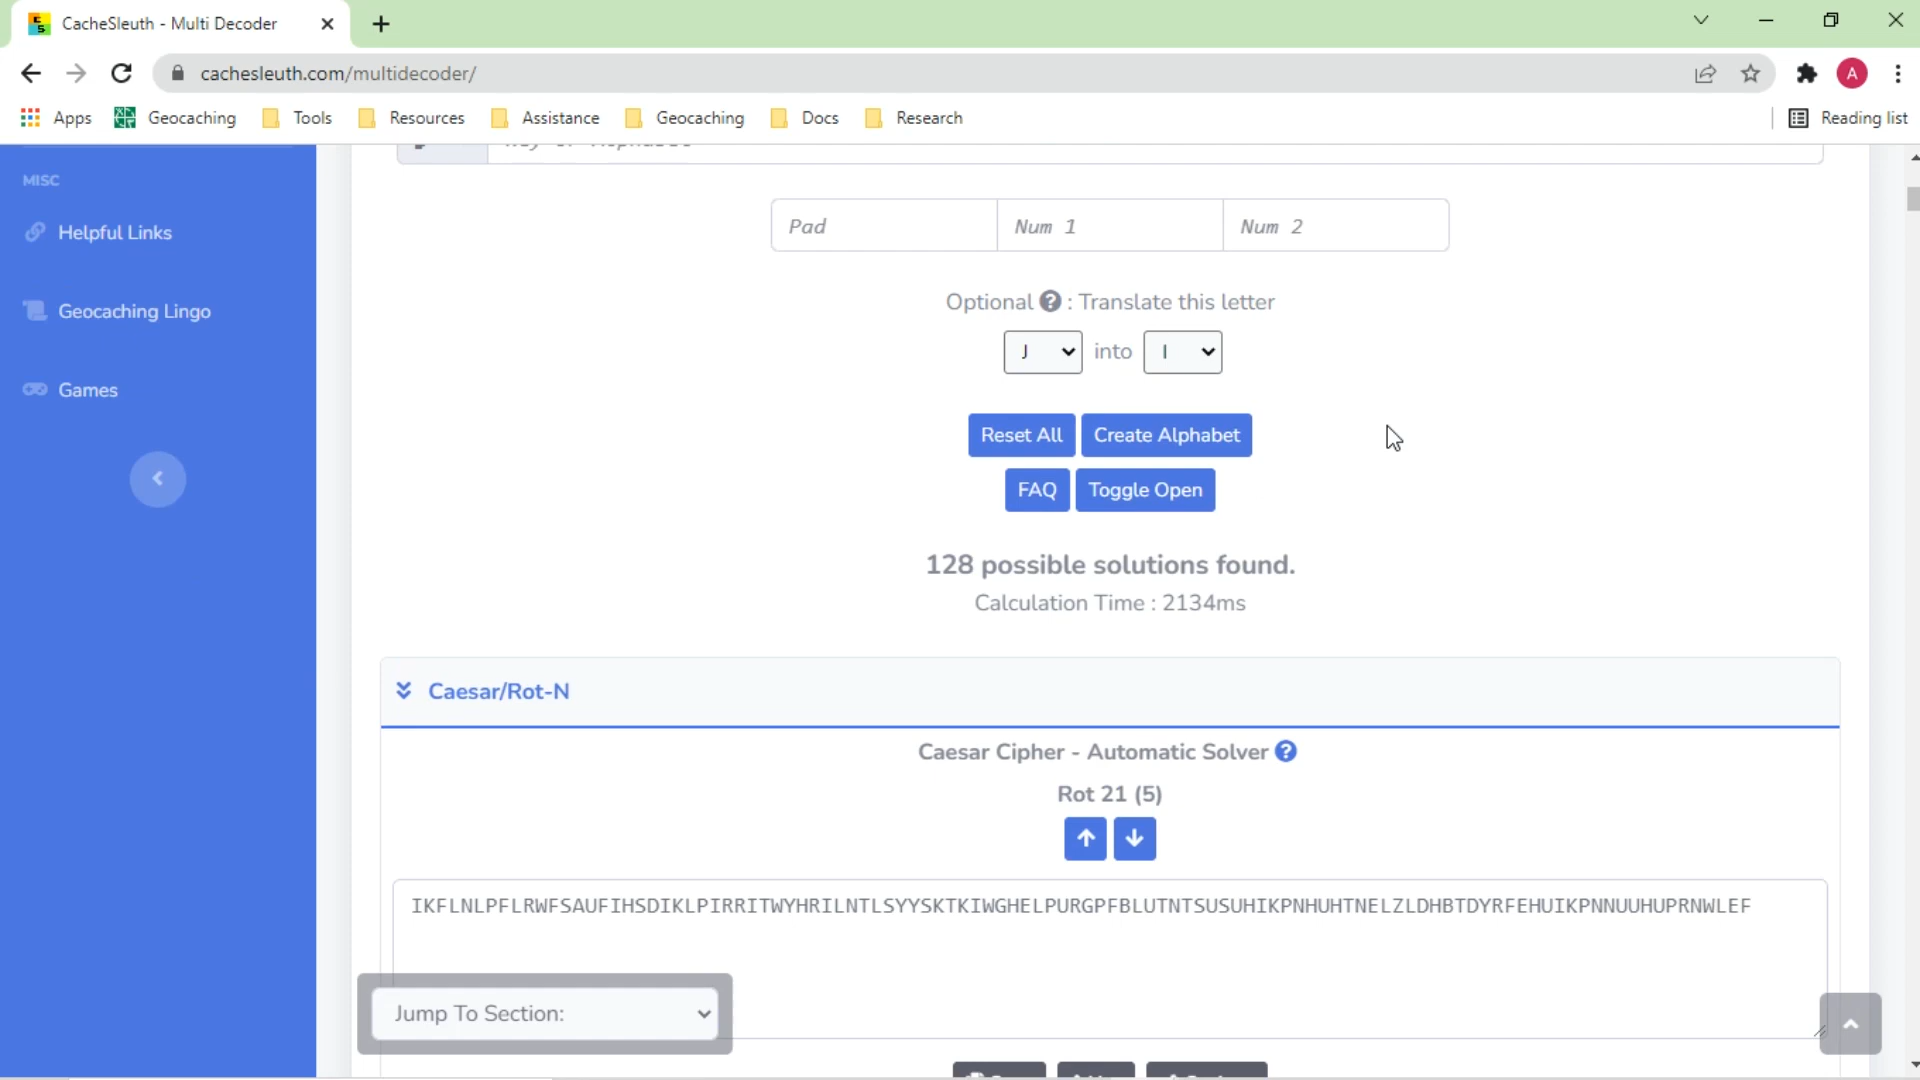 CacheSleuth - Multi Decoder
cachesleuth.com/multidecoder/
A
Apps
Geocaching
Tools
Resources
Assistance
Geocaching
Docs
Research
Reading list
MISC
Helpful Links
Geocaching Lingo
Games
Key or Alphabet
Pad
Num 1
Num 2
Optional ? : Translate this letter
J into I
Reset All
Create Alphabet
FAQ
Toggle Open
128 possible solutions found.
Calculation Time : 2134ms
Caesar/Rot-N
Caesar Cipher - Automatic Solver ?
Rot 21 (5)
IKFLNLPFLRWFSAUFIHSDIKLPIRRITWYHRILNTLSYYSKTKIWGHELPURGPFBLUTNTSUSUHIKPNHUHTNELZLDHBTDYRFEHUIKPNNUUHUPRNWLEF
Jump To Section: